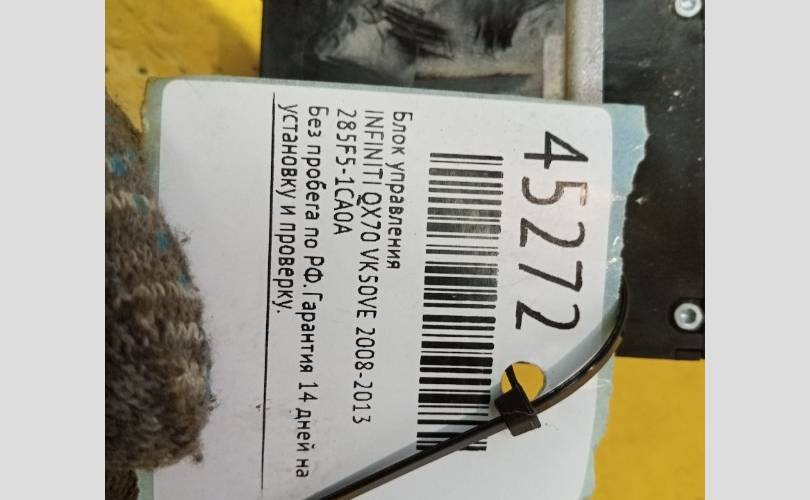 45272
Блок управления
INFINITI QX70 VK50VE 2008-2013
285F5-1CA0A
Без пробега по РФ. Гарантия 14 дней на
установку и проверку.